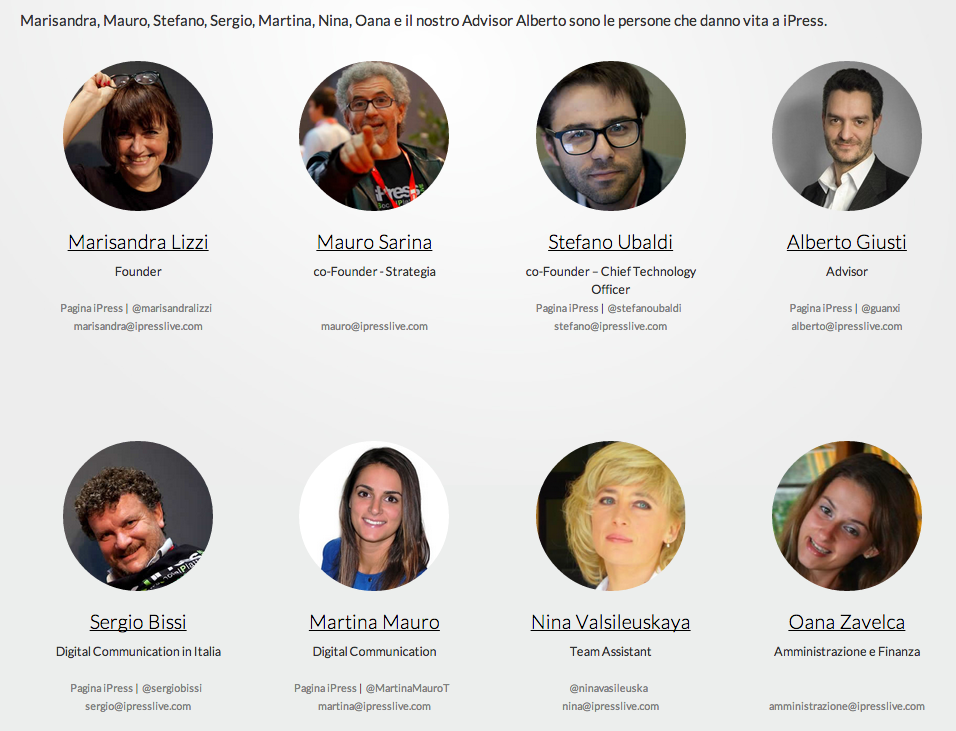 Marisandra, Mauro, Stefano, Sergio, Martina, Nina, Oana e il nostro Advisor Alberto sono le persone che danno vita a iPress.
Marisandra Lizzi
Founder
Pagina iPress | @marisandralizzi
marisandra@ipresslive.com
Mauro Sarina
co-Founder - Strategia
mauro@ipresslive.com
Stefano Ubaldi
co-Founder – Chief Technology
Officer
Pagina iPress | @stefanoubaldi
stefano@ipresslive.com
Alberto Giusti
Advisor
Pagina iPress | @guanxi
alberto@ipresslive.com
Sergio Bissi
Digital Communication in Italia
Pagina iPress | @sergiobissi
sergio@ipresslive.com
Martina Mauro
Digital Communication
Pagina iPress | @MartinaMauroT
martina@ipresslive.com
Nina Valsileuskaya
Team Assistant
@ninavasileuska
nina@ipresslive.com
Oana Zavelca
Amministrazione e Finanza
amministrazione@ipresslive.com